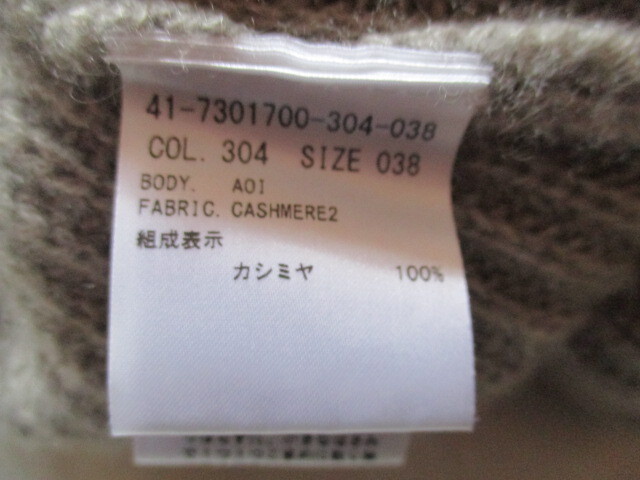 41-7301700-304-038
COL. 304 SIZE 038
BODY. AOI
FABRIC. CASHMERE2
組成表示
カシミヤ 100%